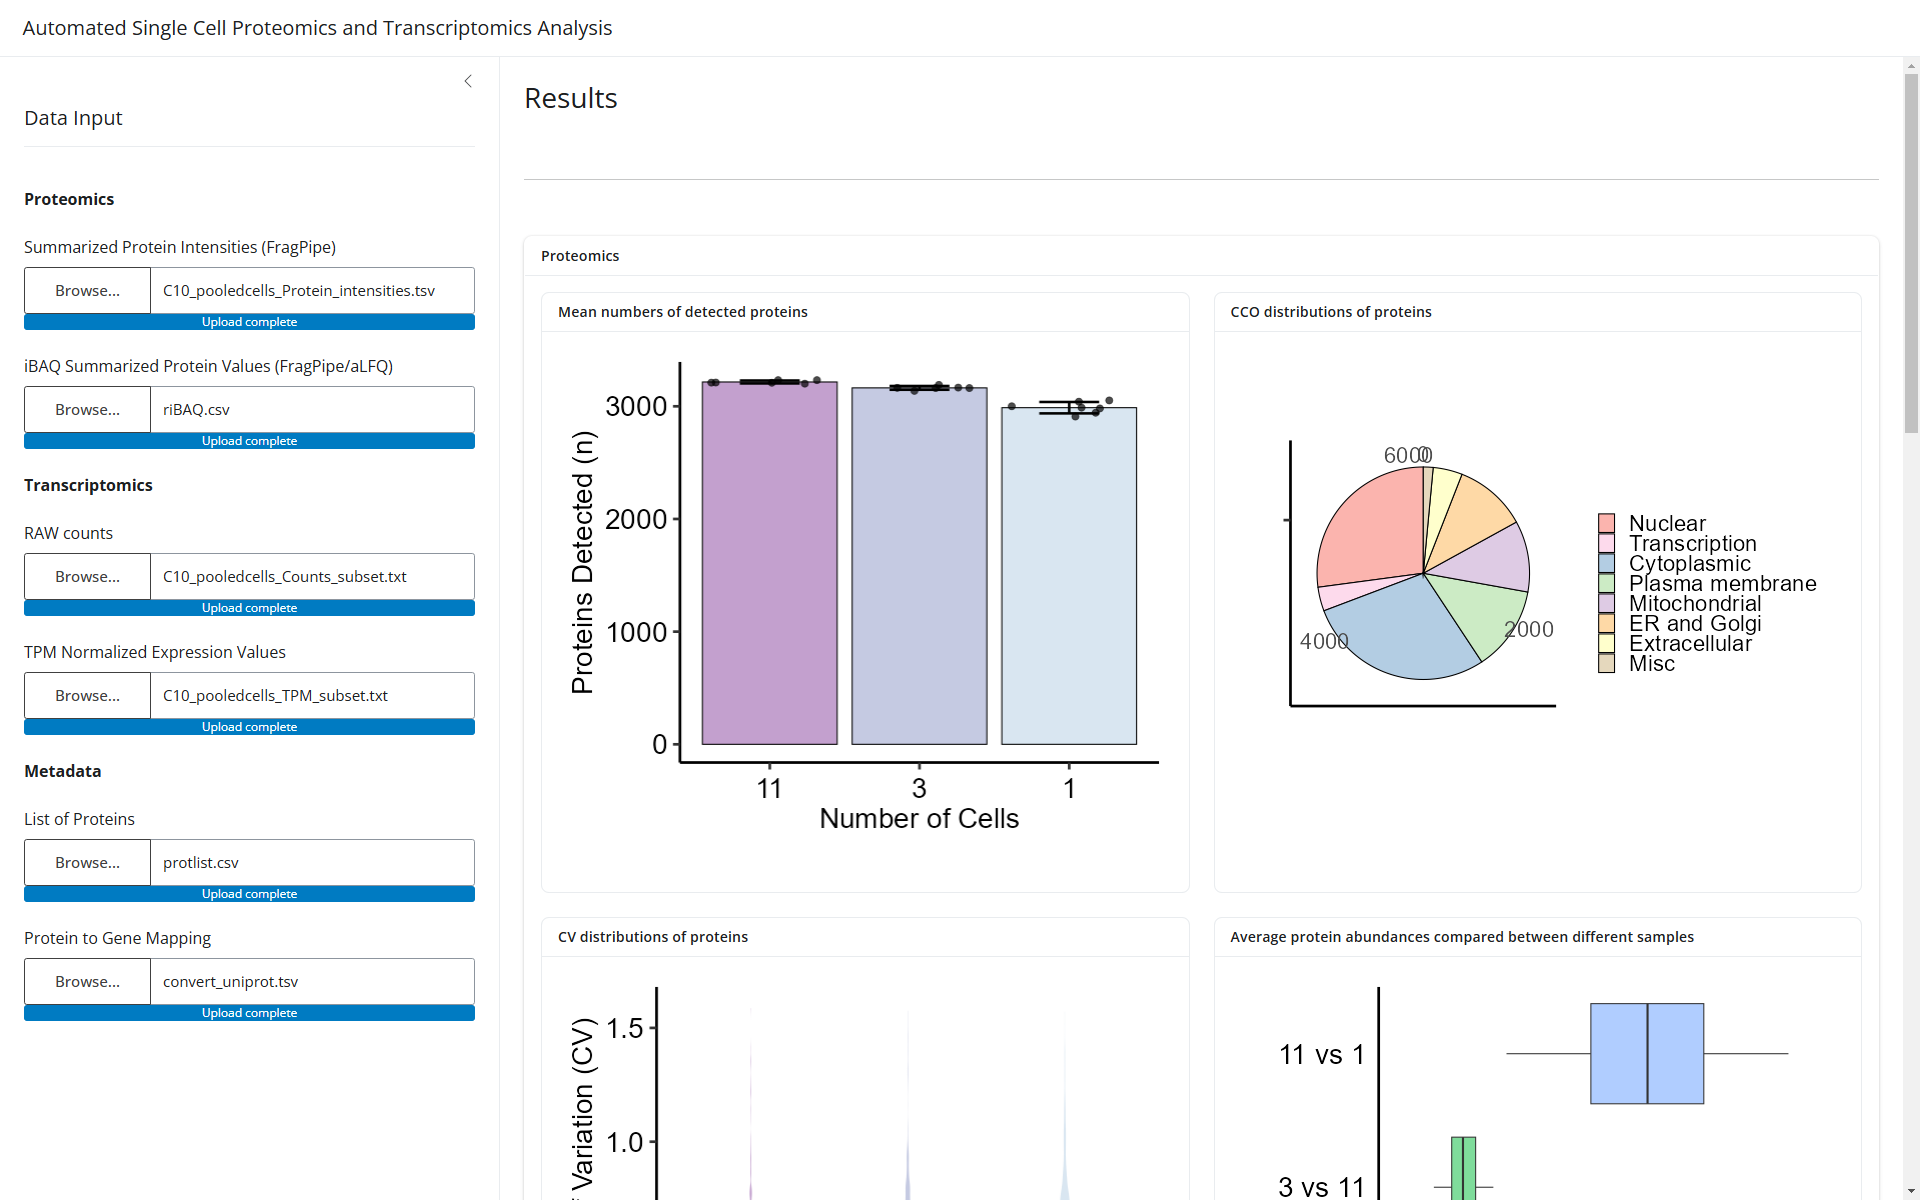 Automated Single Cell Proteomics and Transcriptomics Analysis
Data Input
Proteomics
Summarized Protein Intensities (FragPipe)
Browse... C10_pooledcells_Protein_intensities.tsv
Upload complete
iBAQ Summarized Protein Values (FragPipe/aLFQ)
Browse... riBAQ.csv
Upload complete
Transcriptomics
RAW counts
Browse... C10_pooledcells_Counts_subset.txt
Upload complete
TPM Normalized Expression Values
Browse... C10_pooledcells_TPM_subset.txt
Upload complete
Metadata
List of Proteins
Browse... protlist.csv
Upload complete
Protein to Gene Mapping
Browse... convert_uniprot.tsv
Upload complete
Results
Proteomics
Mean numbers of detected proteins
Proteins Detected (n)
3000
2000
1000
0
11 3 1
Number of Cells
CCO distributions of proteins
6000
0
2000
4000
Nuclear
Transcription
Cytoplasmic
Plasma membrane
Mitochondrial
ER and Golgi
Extracellular
Misc
CV distributions of proteins
Variation (CV)
1.5
1.0
Average protein abundances compared between different samples
11 vs 1
3 vs 11